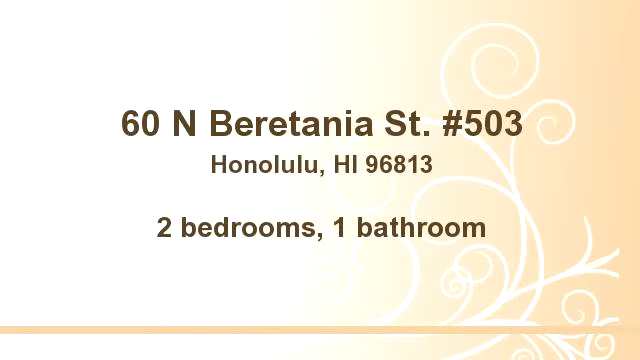 60 N Beretania St. #503
Honolulu, HI 96813
2 bedrooms, 1 bathroom